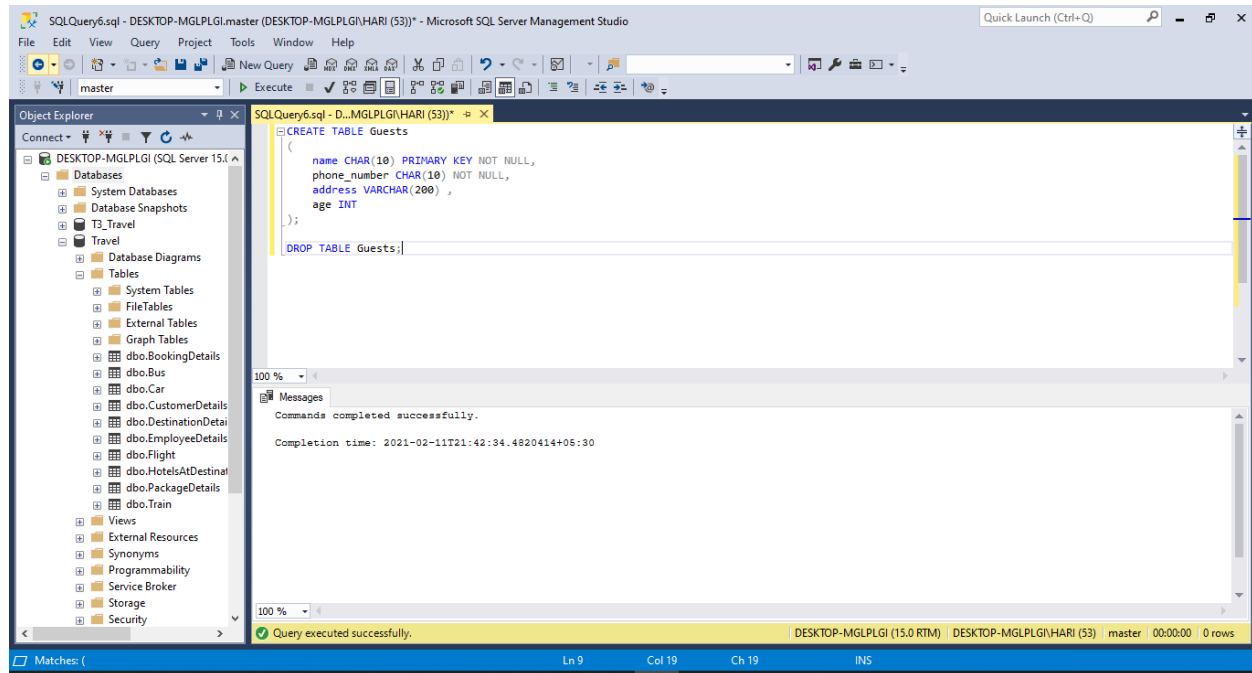 SQLQuery6.sql - DESKTOP-MGLPLGI.master (DESKTOP-MGLPLGI\HARI (53))* - Microsoft SQL Server Management Studio
Quick Launch (Ctrl+Q)
File Edit View Query Project Tools Window Help
New Query
master
Execute
Object Explorer
SQLQuery6.sql - D...MGLPLGI\HARI (53))*
Connect
DESKTOP-MGLPLGI (SQL Server 15.(
Databases
System Databases
Database Snapshots
T3_Travel
Travel
Database Diagrams
Tables
System Tables
FileTables
External Tables
Graph Tables
dbo.BookingDetails
dbo.Bus
dbo.Car
dbo.CustomerDetails
dbo.DestinationDetai
dbo.EmployeeDetails
dbo.Flight
dbo.HotelsAtDestinat
dbo.PackageDetails
dbo.Train
Views
External Resources
Synonyms
Programmability
Service Broker
Storage
Security
CREATE TABLE Guests
(
name CHAR(10) PRIMARY KEY NOT NULL,
phone_number CHAR(10) NOT NULL,
address VARCHAR(200) ,
age INT
);
DROP TABLE Guests;
100 %
Messages
Commands completed successfully.
Completion time: 2021-02-11T21:42:34.4820414+05:30
100 %
Query executed successfully. DESKTOP-MGLPLGI (15.0 RTM) DESKTOP-MGLPLGI\HARI (53) master 00:00:00 0 rows
Matches: ( Ln 9 Col 19 Ch 19 INS